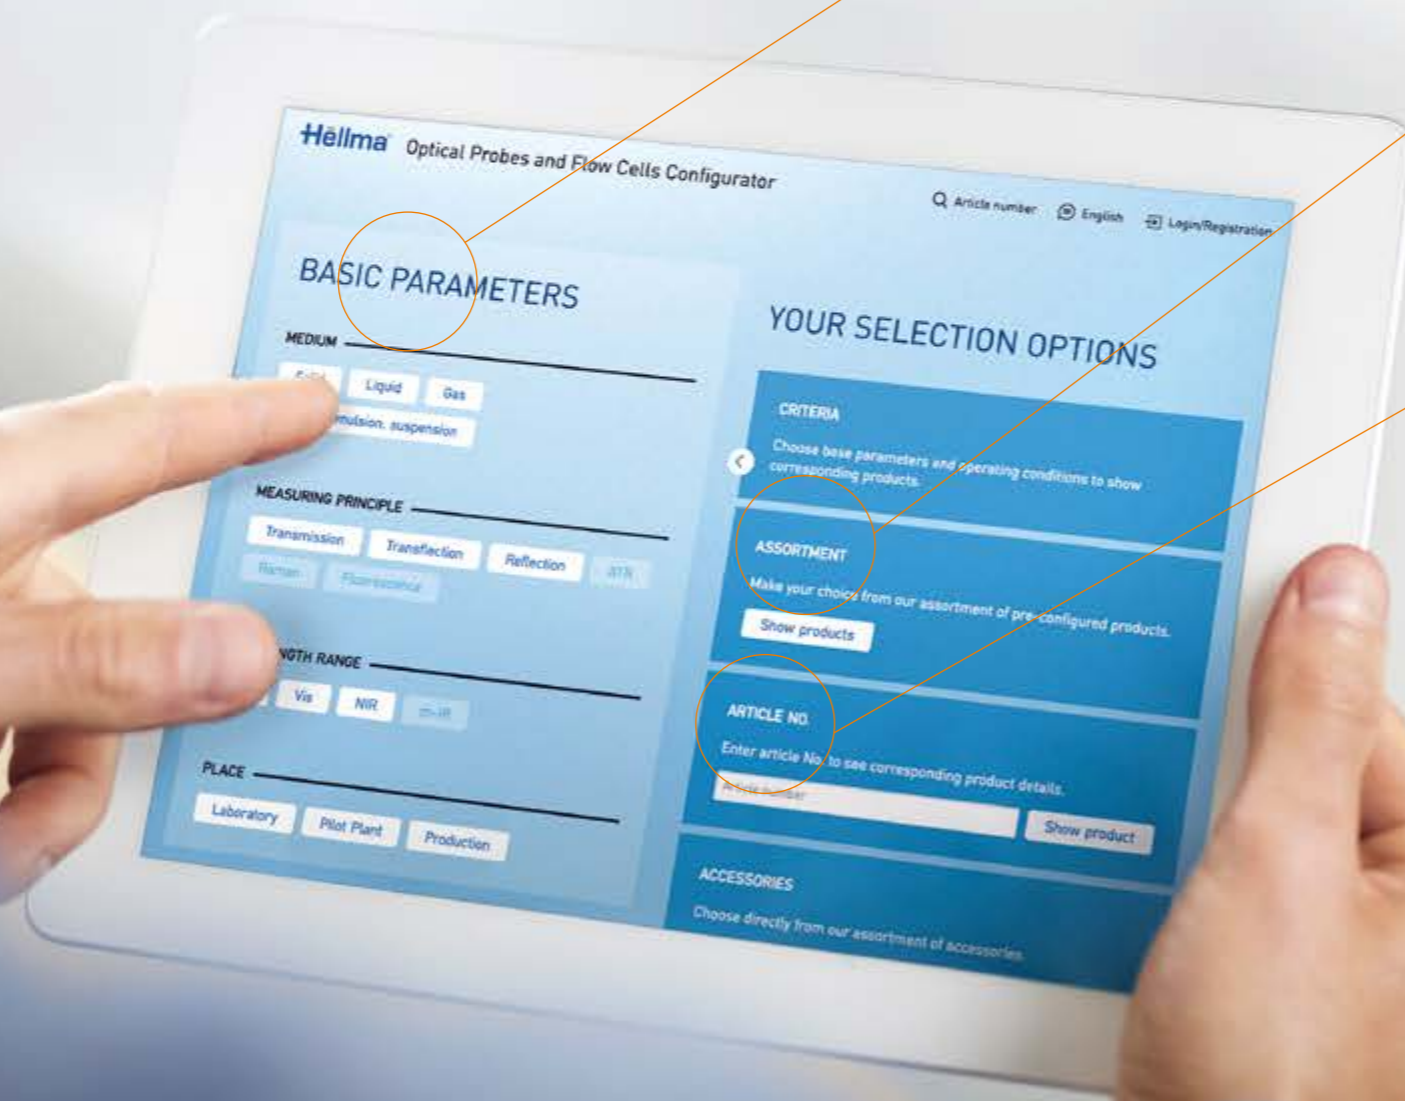 Hellma Optical Probes and Flow Cells Configurator
Article number English Login/Registration
BASIC PARAMETERS
MEDIUM
Liquid Gas
suspension
MEASURING PRINCIPLE
Transmission Transflection Reflection ATR
Raman Fluorescence
RANGE
Vis NIR
PLACE
Laboratory Pilot Plant Production
YOUR SELECTION OPTIONS
CRITERIA
Choose base parameters and operating conditions to show
corresponding products.
ASSORTMENT
Make your choice from our assortment of pre-configured products.
Show products
ARTICLE NO.
Enter article No. to see corresponding product details.
Article number
Show product
ACCESSORIES
Choose directly from our assortment of accessories.